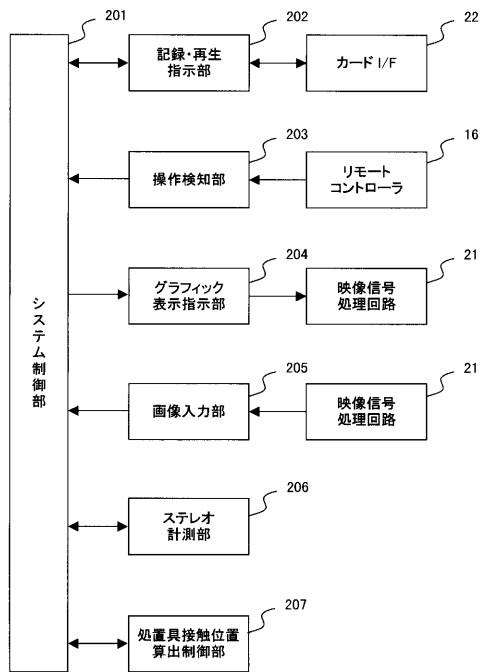 201
システム制御部
202
記録・再生
指示部
22
カード I/F
203
操作検知部
16
リモート
コントローラ
204
グラフィック
表示指示部
21
映像信号
処理回路
205
画像入力部
21
映像信号
処理回路
206
ステレオ
計測部
207
処置具接触位置
算出制御部